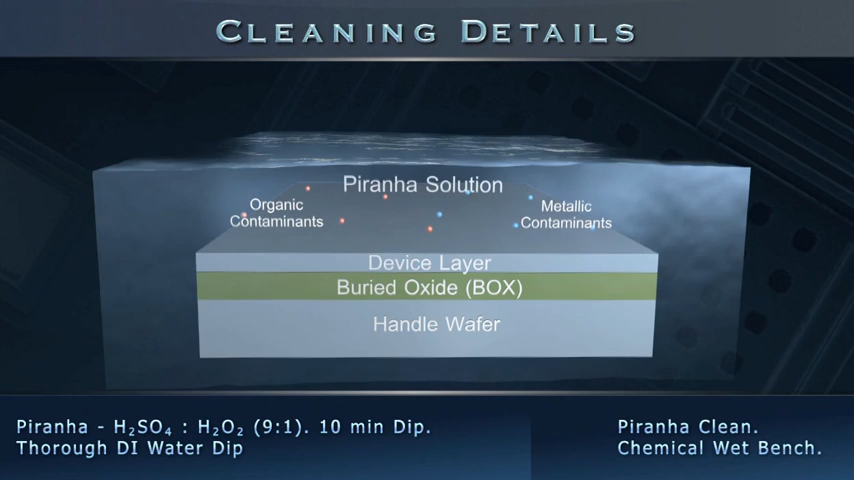 CLEANING DETAILS
Piranha Solution
Organic
Contaminants
Metallic
Contaminants
Device Layer
Buried Oxide (BOX)
Handle Wafer
Piranha - H₂SO₄ : H₂O₂ (9:1). 10 min Dip.
Thorough DI Water Dip
Piranha Clean.
Chemical Wet Bench.